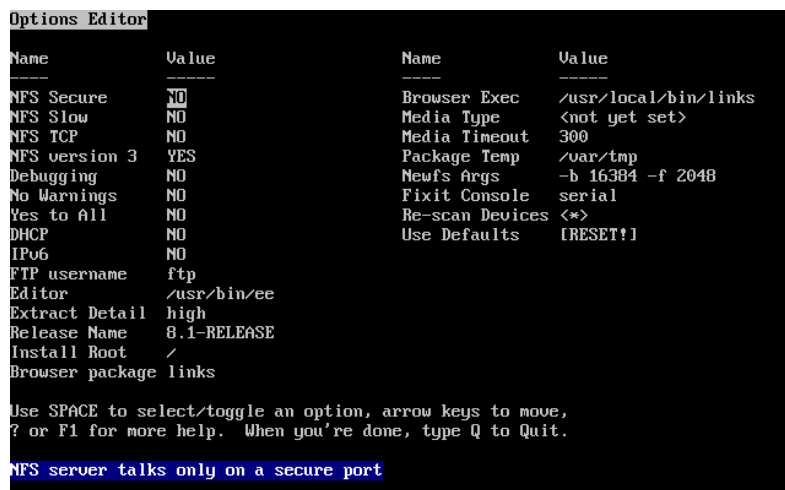 Options Editor
Name Value Name Value
---- ----- ---- -----
NFS Secure NO Browser Exec /usr/local/bin/links
NFS Slow NO Media Type <not yet set>
NFS TCP NO Media Timeout 300
NFS version 3 YES Package Temp /var/tmp
Debugging NO Newfs Args -b 16384 -f 2048
No Warnings NO Fixit Console serial
Yes to All NO Re-scan Devices <*>
DHCP NO Use Defaults [RESET!]
IPv6 NO
FTP username ftp
Editor /usr/bin/ee
Extract Detail high
Release Name 8.1-RELEASE
Install Root /
Browser package links
Use SPACE to select/toggle an option, arrow keys to move,
? or F1 for more help. When you're done, type Q to Quit.
NFS server talks only on a secure port